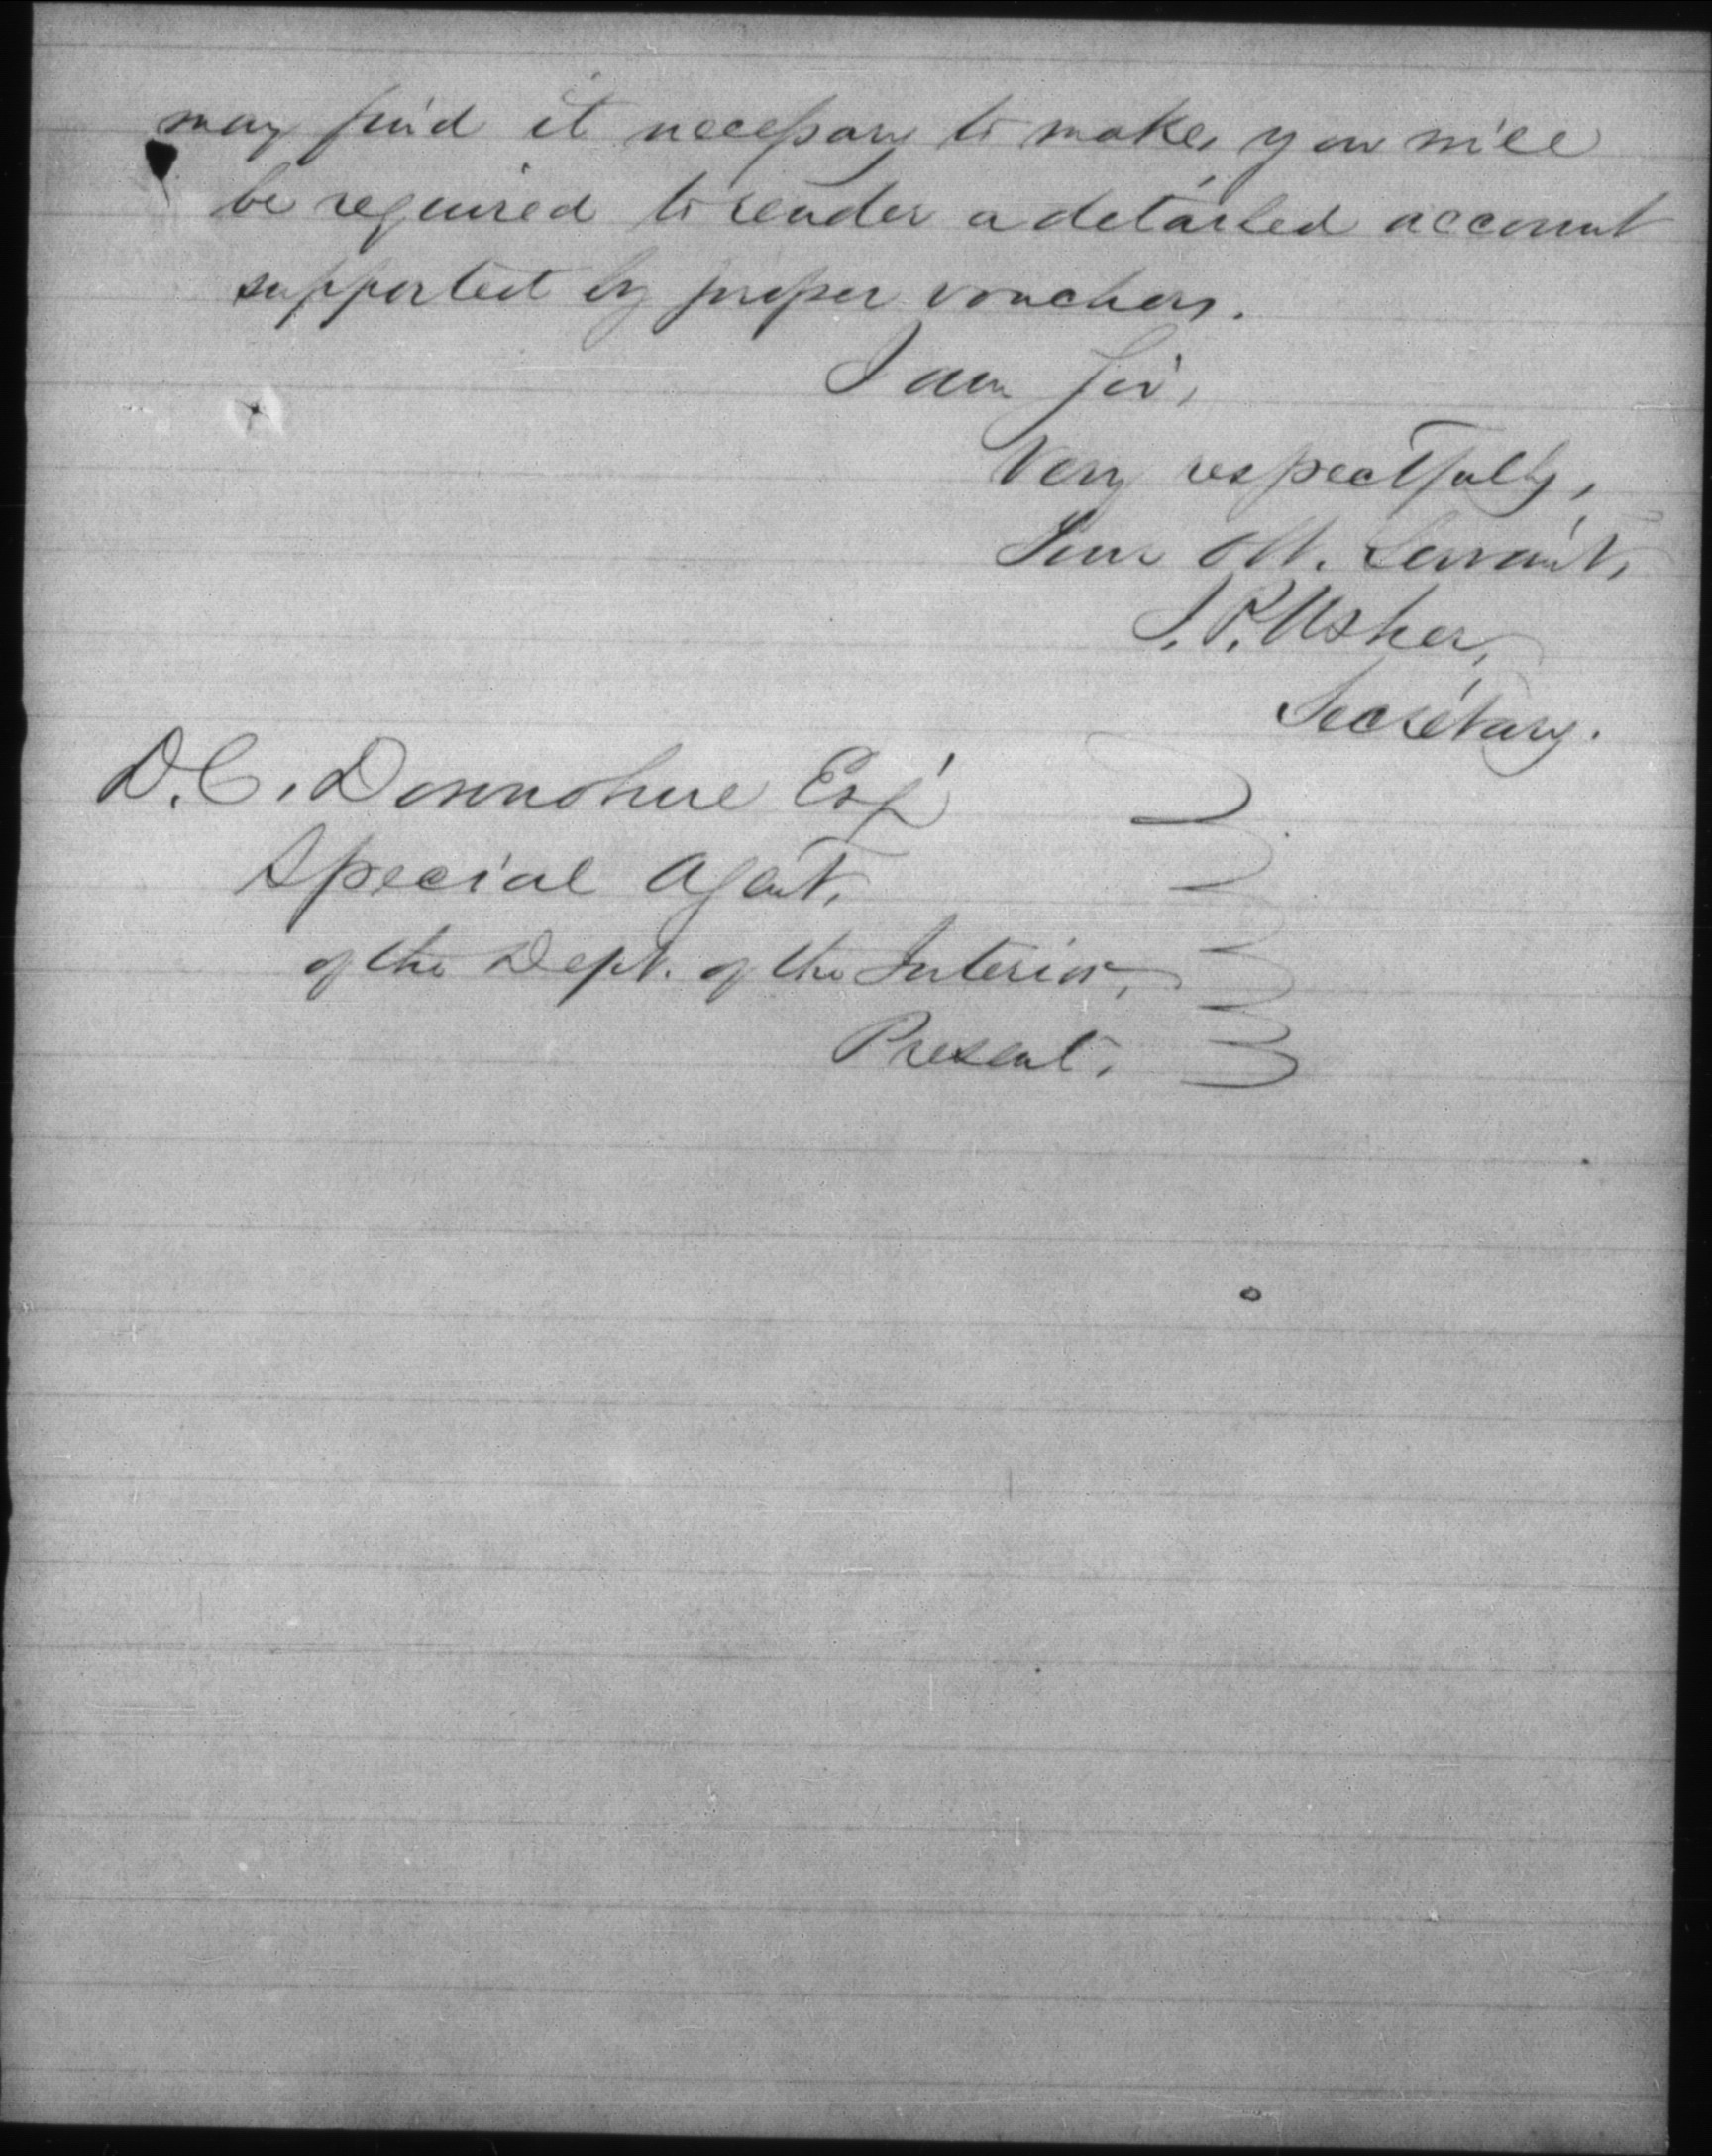 may find it necessary to make, you will
be required to render a detailed account
supported by proper vouchers.
I am Sir,
Very respectfully,
Your obt. Servant,
J. P. Usher,
Secretary.
D. C. Donnohue Esq
Special Agent,
of the Dept. of the Interior,
Present.